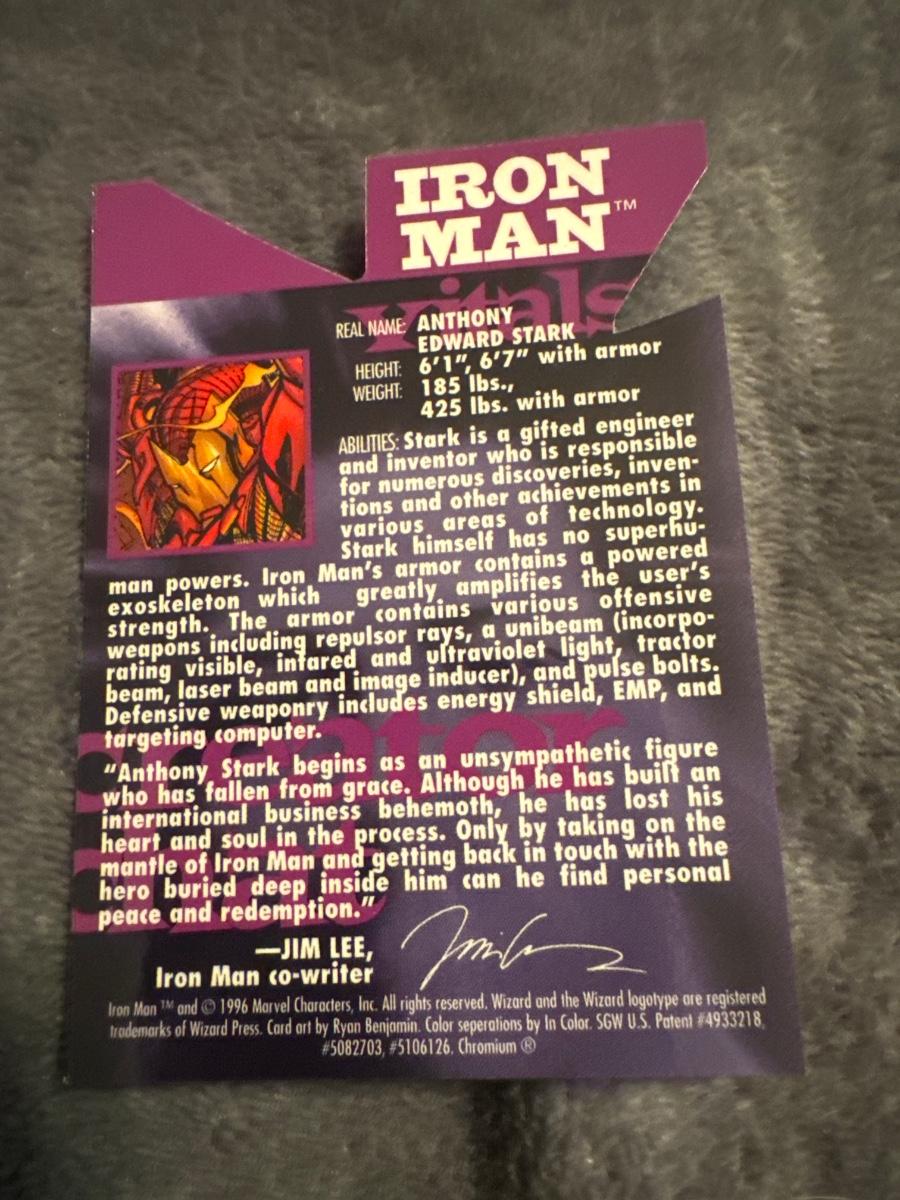 IRON
MAN™
vitals
REAL NAME: ANTHONY
EDWARD STARK
HEIGHT: 6'1", 6'7" with armor
WEIGHT: 185 lbs.,
425 lbs. with armor
ABILITIES: Stark is a gifted engineer
and inventor who is responsible
for numerous discoveries, inven-
tions and other achievements in
various areas of technology.
Stark himself has no superhu-
man powers. Iron Man's armor contains a powered
exoskeleton which greatly amplifies the user's
strength. The armor contains various offensive
weapons including repulsor rays, a unibeam (incorpo-
rating visible, infared and ultraviolet light, tractor
beam, laser beam and image inducer), and pulse bolts.
Defensive weaponry includes energy shield, EMP, and
targeting computer.
creator
chat
"Anthony Stark begins as an unsympathetic figure
who has fallen from grace. Although he has built an
international business behemoth, he has lost his
heart and soul in the process. Only by taking on the
mantle of Iron Man and getting back in touch with the
hero buried deep inside him can he find personal
peace and redemption."
—JIM LEE,
Iron Man co-writer
Iron Man ™ and © 1996 Marvel Characters, Inc. All rights reserved. Wizard and the Wizard logotype are registered
trademarks of Wizard Press. Card art by Ryan Benjamin. Color seperations by In Color. SGW U.S. Patent #4933218,
#5082703, #5106126. Chromium ®